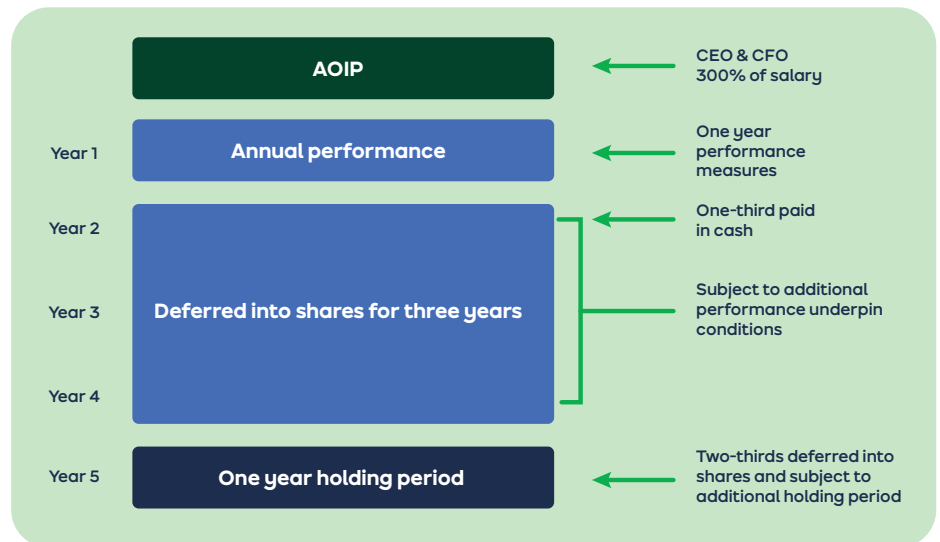 AOIP
CEO & CFO
300% of salary
Year 1
Annual performance
One year
performance
measures
Year 2
One-third paid
in cash
Year 3
Deferred into shares for three years
Subject to additional
performance underpin
conditions
Year 4
Year 5
One year holding period
Two-thirds deferred into
shares and subject to
additional holding period